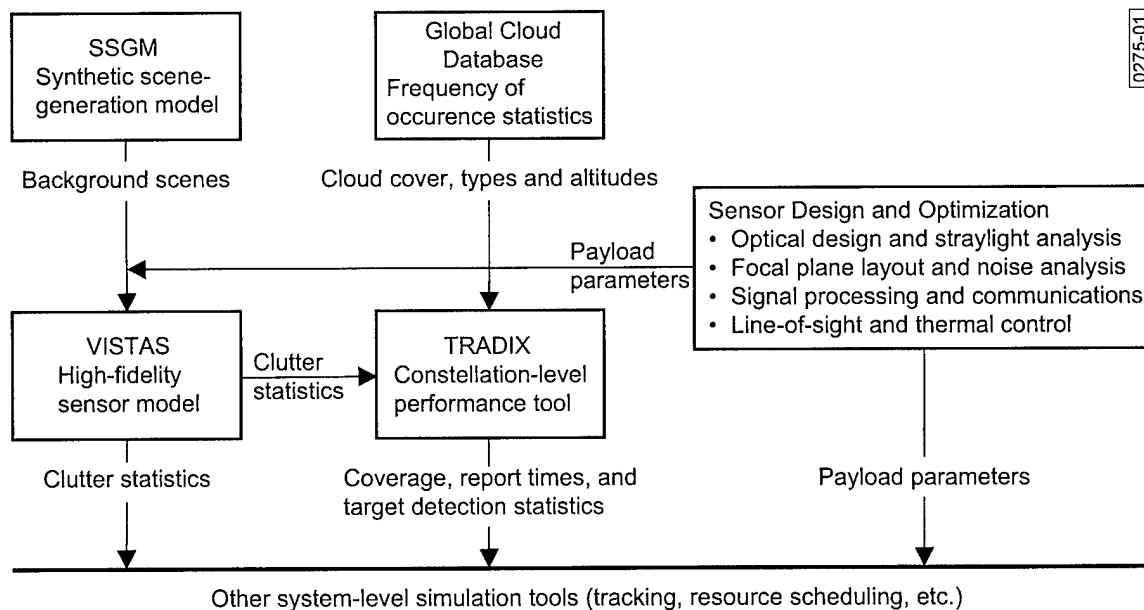 SSGM
Synthetic scene-
generation model
Global Cloud
Database
Frequency of
occurence statistics
0275-01
Background scenes
Cloud cover, types and altitudes
Sensor Design and Optimization
• Optical design and straylight analysis
• Focal plane layout and noise analysis
• Signal processing and communications
• Line-of-sight and thermal control
Payload
parameters
VISTAS
High-fidelity
sensor model
Clutter
statistics
TRADIX
Constellation-level
performance tool
Clutter statistics
Coverage, report times, and
target detection statistics
Payload parameters
Other system-level simulation tools (tracking, resource scheduling, etc.)